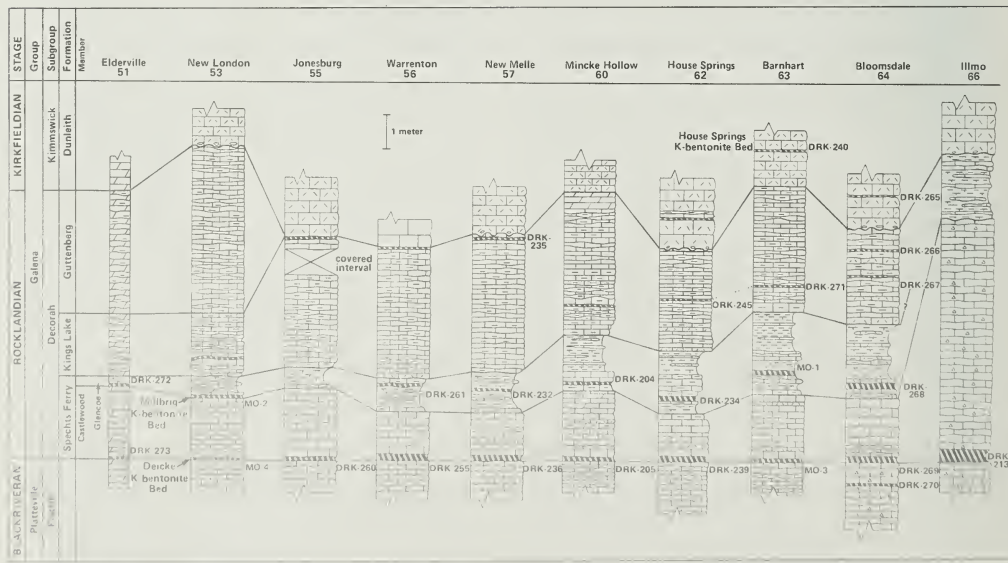 STAGE
Group
Subgroup
Formation
Member
KIRKFIELDIAN
ROCKLANDIAN
BLACKRIVERAN
Galena
Platteville
Kimmswick
Decorah
Dunleith
Guttenberg
Kings Lake
Spechts Ferry
Castlewood
Glencoe
Elderville
51
New London
53
Jonesburg
55
Warrenton
56
New Melle
57
Mincke Hollow
60
House Springs
62
Barnhart
63
Bloomsdale
64
Illmo
66
1 meter
House Springs
K-bentonite Bed
DRK-240
DRK-265
DRK-
235
DRK-266
covered
interval
DRK-271
DRK-267
DRK-245
?
MO-1
DRK-272
DRK-204
DRK-261
DRK-232
DRK-234
DRK
268
Millbrig
K-bentonite
Bed
MO-2
DRK-273
Deicke
K bentonite
Bed
MO-4
DRK-260
DRK 255
DRK-236
DRK-205
DRK-239
MO-3
DRK-269
DRK-270
DRK
213